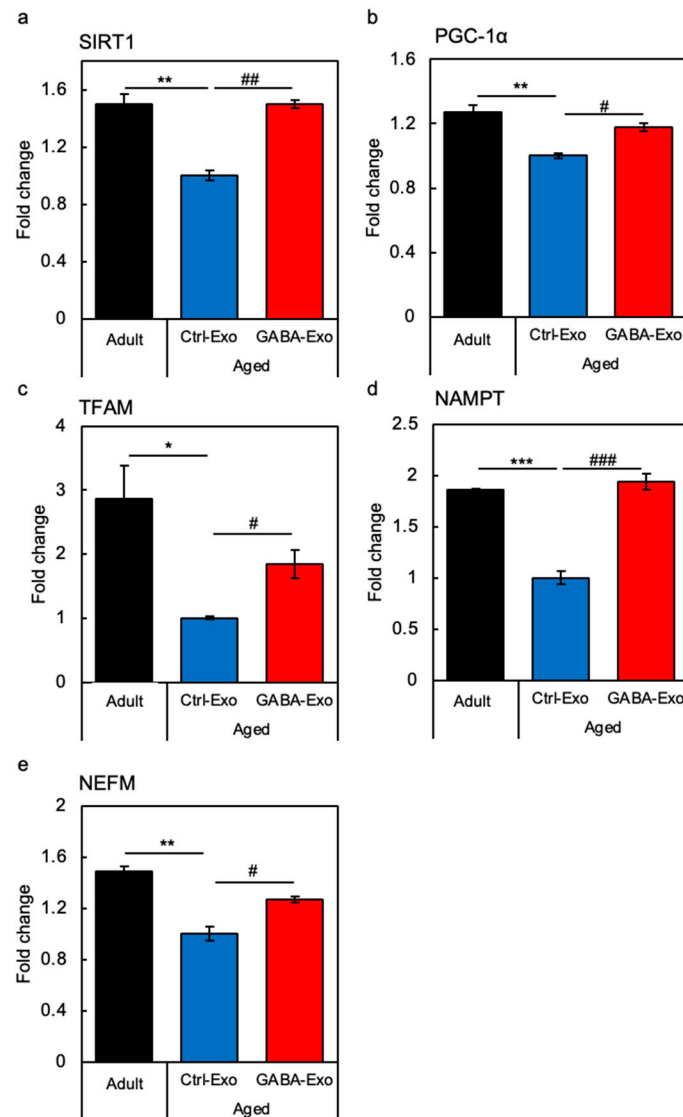 a
SIRT1
** ##
Fold change
1.5
1.2
0.9
0.6
0.3
0
Adult Ctrl-Exo GABA-Exo
Aged
b
PGC-1α
** #
Fold change
1.6
1.2
0.8
0.4
0
Adult Ctrl-Exo GABA-Exo
Aged
c
TFAM
* #
Fold change
4
3
2
1
0
Adult Ctrl-Exo GABA-Exo
Aged
d
NAMPT
*** ###
Fold change
2.5
2
1.5
1
0.5
0
Adult Ctrl-Exo GABA-Exo
Aged
e
NEFM
** #
Fold change
2
1.6
1.2
0.8
0.4
0
Adult Ctrl-Exo GABA-Exo
Aged